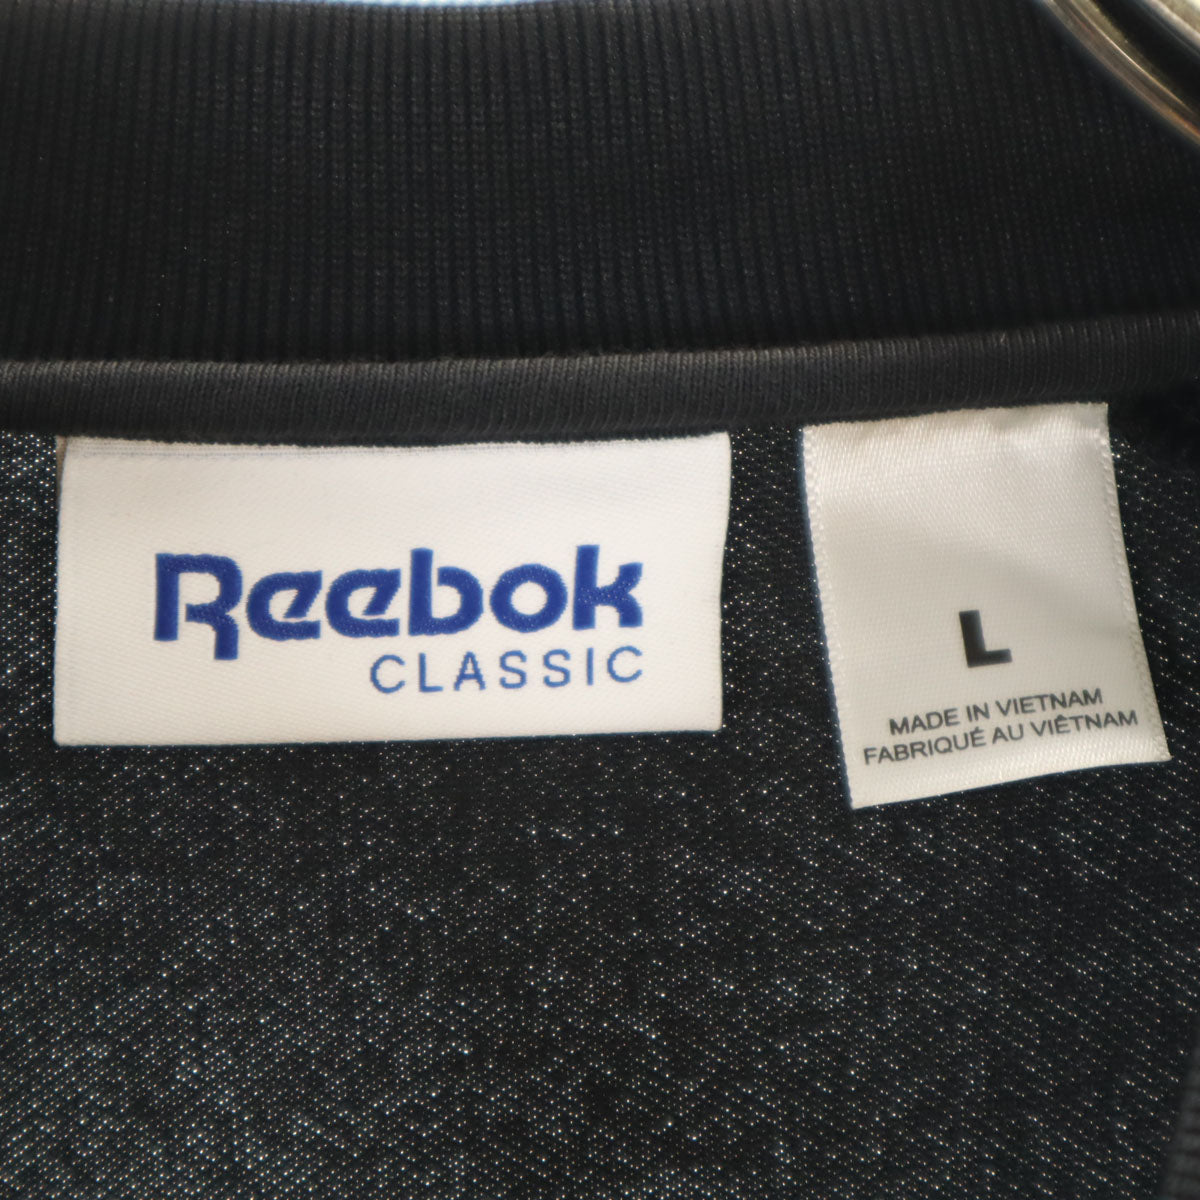 Reebok
CLASSIC
L
MADE IN VIETNAM
FABRIQUÉ AU VIÊTNAM